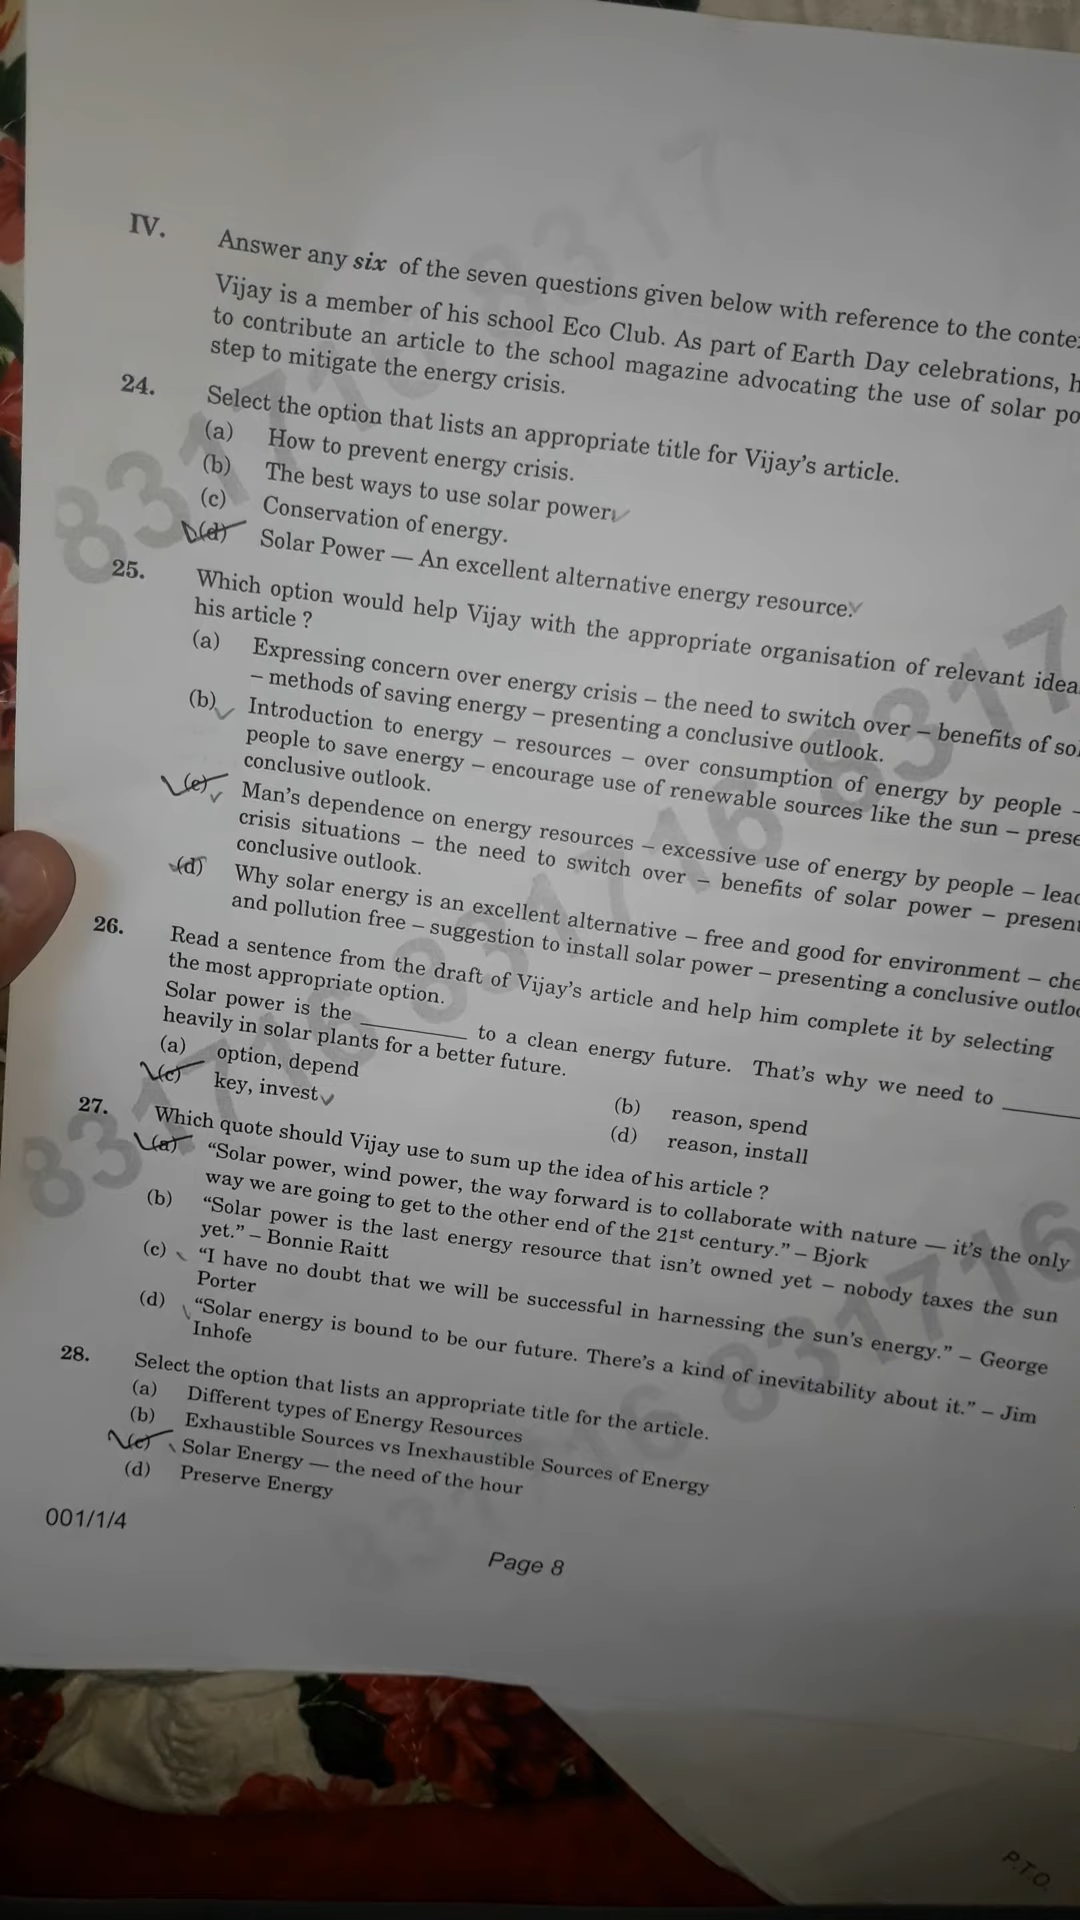 IV. Answer any six of the seven questions given below with reference to the
Vijay is a member of his school Eco Club. As part of Earth Day celebrations,
to contribute an article to the school magazine advocating the use of solar
step to mitigate the energy crisis.
24. Select the option that lists an appropriate title for Vijay's article.
(a) How to prevent energy crisis.
(b) The best ways to use solar power.
(c) Conservation of energy.
(d) Solar Power — An excellent alternative energy resource.
25. Which option would help Vijay with the appropriate organisation of relevant
his article ?
(a) Expressing concern over energy crisis – the need to switch over – benefits of
– methods of saving energy – presenting a conclusive outlook.
(b) Introduction to energy – resources – over consumption of energy by people –
people to save energy – encourage use of renewable sources like the sun –
conclusive outlook.
(c) Man's dependence on energy resources – excessive use of energy by people –
crisis situations – the need to switch over – benefits of solar power –
conclusive outlook.
(d) Why solar energy is an excellent alternative – free and good for environment –
and pollution free – suggestion to install solar power – presenting a conclusive
26. Read a sentence from the draft of Vijay's article and help him complete it by selecting
the most appropriate option.
Solar power is the ________ to a clean energy future. That's why we need to ________
heavily in solar plants for a better future.
(a) option, depend (b) reason, spend
(c) key, invest (d) reason, install
27. Which quote should Vijay use to sum up the idea of his article ?
(a) "Solar power, wind power, the way forward is to collaborate with nature — it's the only
way we are going to get to the other end of the 21st century." – Bjork
(b) "Solar power is the last energy resource that isn't owned yet – nobody taxes the sun
yet." – Bonnie Raitt
(c) "I have no doubt that we will be successful in harnessing the sun's energy." – George
Porter
(d) "Solar energy is bound to be our future. There's a kind of inevitability about it." – Jim
Inhofe
28. Select the option that lists an appropriate title for the article.
(a) Different types of Energy Resources
(b) Exhaustible Sources vs Inexhaustible Sources of Energy
(c) Solar Energy — the need of the hour
(d) Preserve Energy
001/1/4
Page 8
P.T.O.